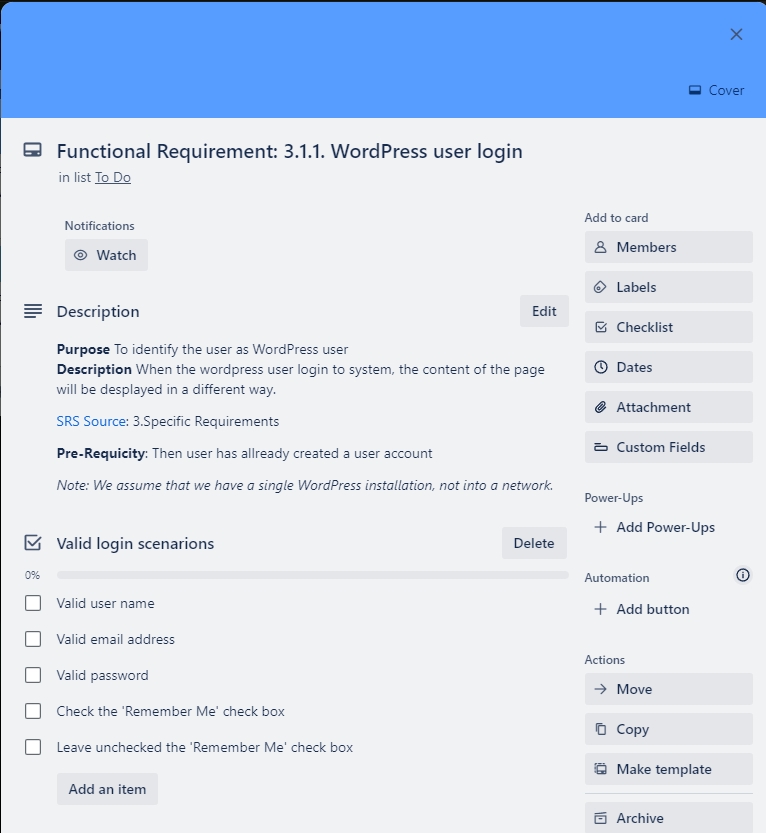 Cover
Functional Requirement: 3.1.1. WordPress user login
in list To Do
Notifications
Watch
Description
Edit
Purpose To identify the user as WordPress user
Description When the wordpress user login to system, the content of the page
will be desplayed in a different way.
SRS Source: 3.Specific Requirements
Pre-Requicity: Then user has allready created a user account
Note: We assume that we have a single WordPress installation, not into a network.
Valid login scenarions
Delete
0%
Valid user name
Valid email address
Valid password
Check the 'Remember Me' check box
Leave unchecked the 'Remember Me' check box
Add an item
Add to card
Members
Labels
Checklist
Dates
Attachment
Custom Fields
Power-Ups
Add Power-Ups
Automation
Add button
Actions
Move
Copy
Make template
Archive